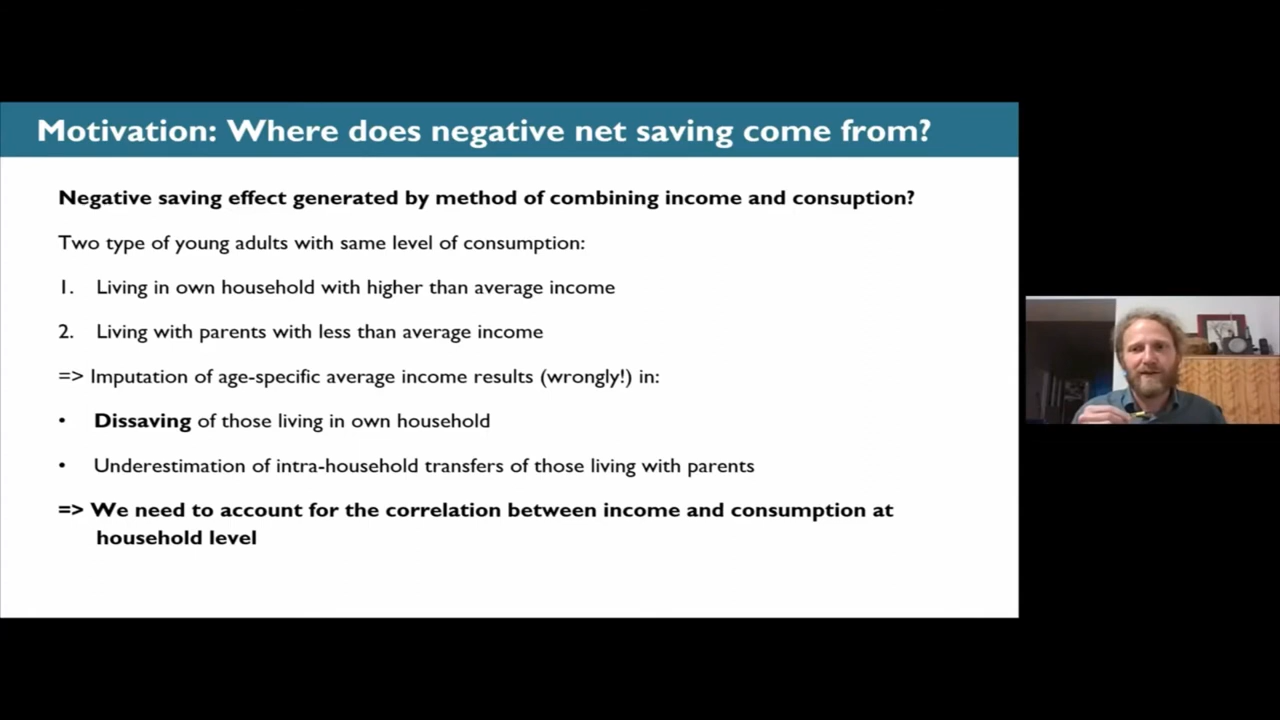 Motivation: Where does negative net saving come from?
Negative saving effect generated by method of combining income and consuption?
Two type of young adults with same level of consumption:
1. Living in own household with higher than average income
2. Living with parents with less than average income
=> Imputation of age-specific average income results (wrongly!) in:
• Dissaving of those living in own household
• Underestimation of intra-household transfers of those living with parents
=> We need to account for the correlation between income and consumption at
household level